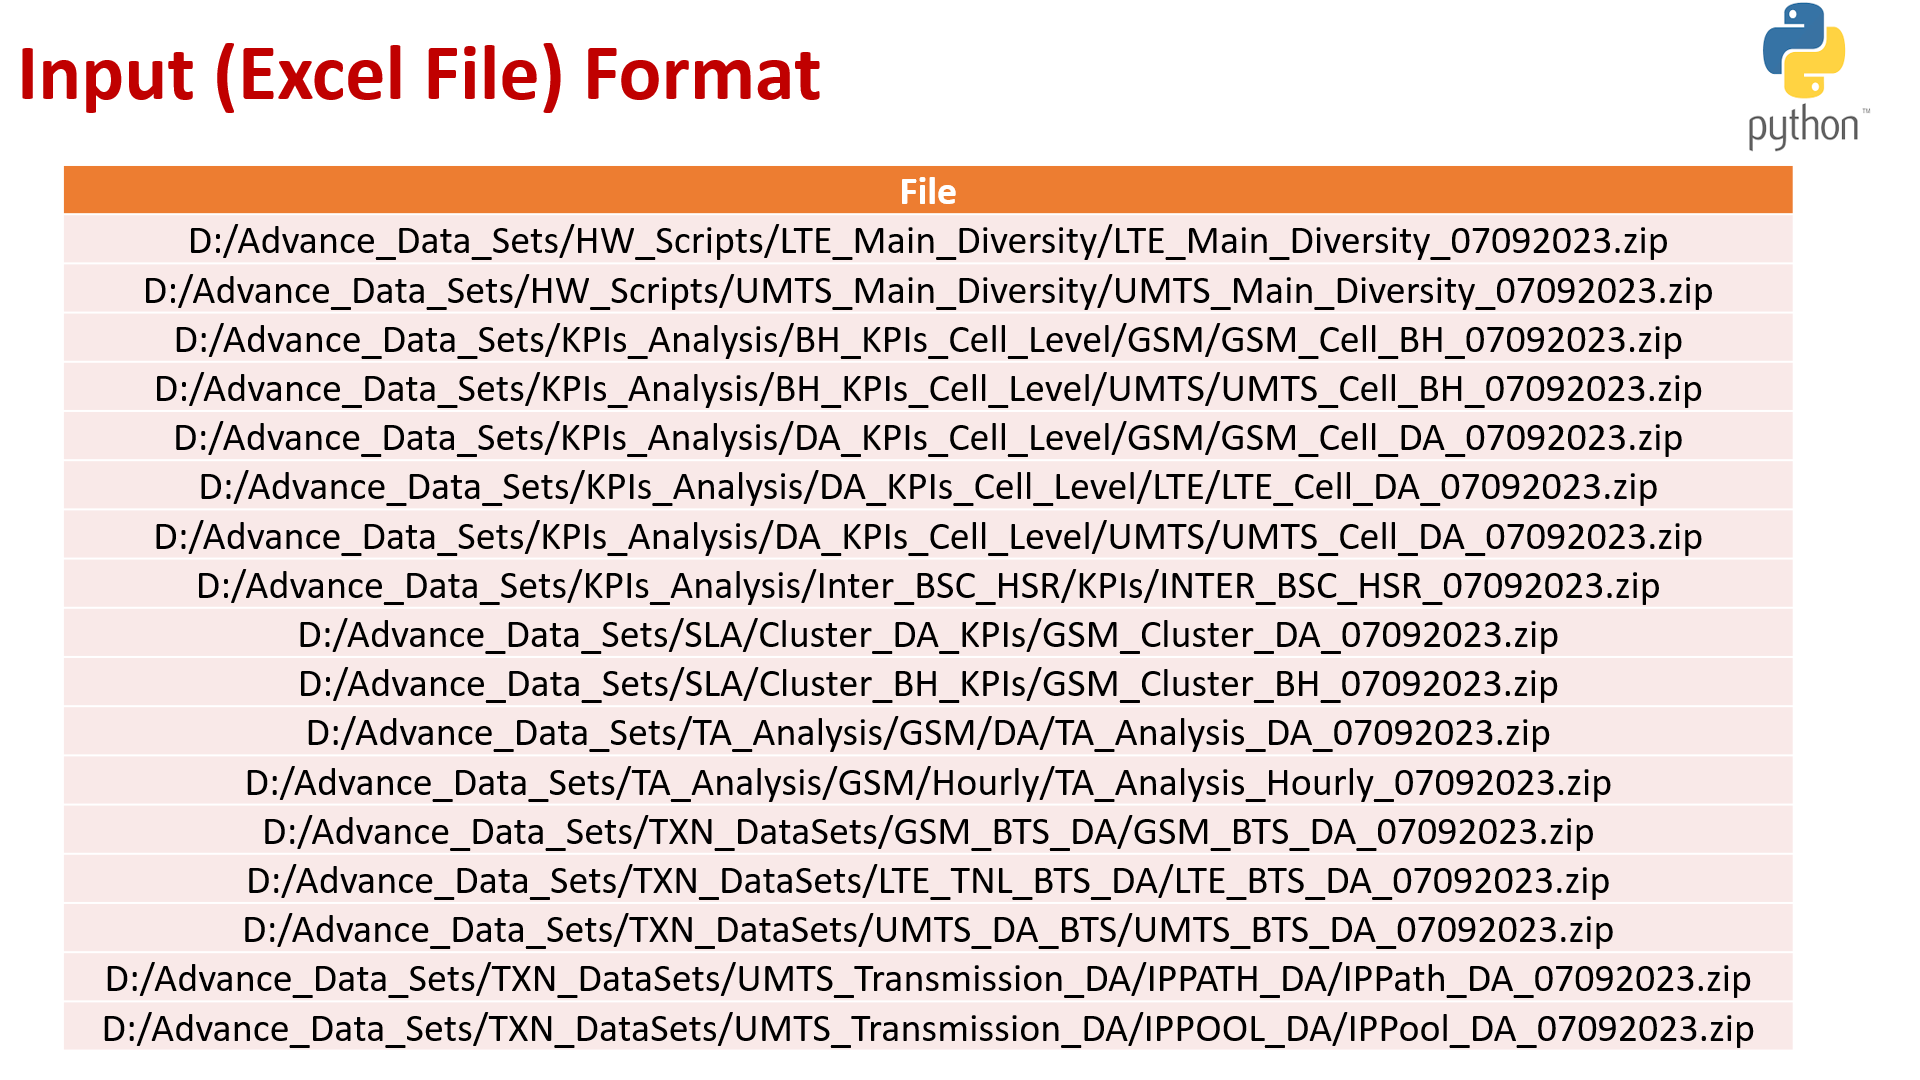 Input (Excel File) Format
python™
File
D:/Advance_Data_Sets/HW_Scripts/LTE_Main_Diversity/LTE_Main_Diversity_07092023.zip
D:/Advance_Data_Sets/HW_Scripts/UMTS_Main_Diversity/UMTS_Main_Diversity_07092023.zip
D:/Advance_Data_Sets/KPIs_Analysis/BH_KPIs_Cell_Level/GSM/GSM_Cell_BH_07092023.zip
D:/Advance_Data_Sets/KPIs_Analysis/BH_KPIs_Cell_Level/UMTS/UMTS_Cell_BH_07092023.zip
D:/Advance_Data_Sets/KPIs_Analysis/DA_KPIs_Cell_Level/GSM/GSM_Cell_DA_07092023.zip
D:/Advance_Data_Sets/KPIs_Analysis/DA_KPIs_Cell_Level/LTE/LTE_Cell_DA_07092023.zip
D:/Advance_Data_Sets/KPIs_Analysis/DA_KPIs_Cell_Level/UMTS/UMTS_Cell_DA_07092023.zip
D:/Advance_Data_Sets/KPIs_Analysis/Inter_BSC_HSR/KPIs/INTER_BSC_HSR_07092023.zip
D:/Advance_Data_Sets/SLA/Cluster_DA_KPIs/GSM_Cluster_DA_07092023.zip
D:/Advance_Data_Sets/SLA/Cluster_BH_KPIs/GSM_Cluster_BH_07092023.zip
D:/Advance_Data_Sets/TA_Analysis/GSM/DA/TA_Analysis_DA_07092023.zip
D:/Advance_Data_Sets/TA_Analysis/GSM/Hourly/TA_Analysis_Hourly_07092023.zip
D:/Advance_Data_Sets/TXN_DataSets/GSM_BTS_DA/GSM_BTS_DA_07092023.zip
D:/Advance_Data_Sets/TXN_DataSets/LTE_TNL_BTS_DA/LTE_BTS_DA_07092023.zip
D:/Advance_Data_Sets/TXN_DataSets/UMTS_DA_BTS/UMTS_BTS_DA_07092023.zip
D:/Advance_Data_Sets/TXN_DataSets/UMTS_Transmission_DA/IPPATH_DA/IPPath_DA_07092023.zip
D:/Advance_Data_Sets/TXN_DataSets/UMTS_Transmission_DA/IPPOOL_DA/IPPool_DA_07092023.zip